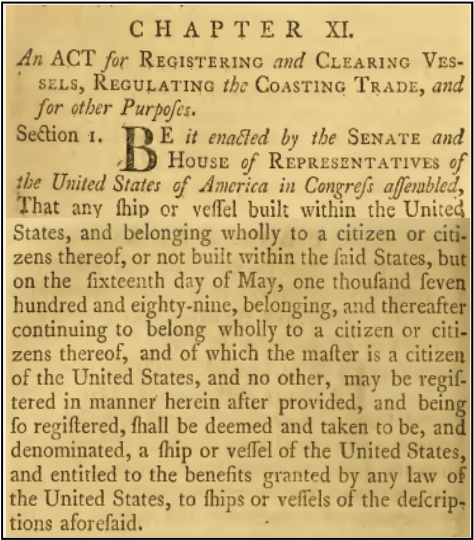 CHAPTER XI.
An ACT for REGISTERING and CLEARING VES-
SELS, REGULATING the COASTING TRADE, and
for other Purpoſes.
Section 1. BE it enacted by the SENATE and
HOUSE of REPRESENTATIVES of
the United States of America in Congreſs aſſembled,
That any ſhip or veſſel built within the United
States, and belonging wholly to a citizen or citi-
zens thereof, or not built within the ſaid States, but
on the ſixteenth day of May, one thouſand ſeven
hundred and eighty-nine, belonging, and thereafter
continuing to belong wholly to a citizen or citi-
zens thereof, and of which the maſter is a citizen
of the United States, and no other, may be regiſ-
tered in manner herein after provided, and being
ſo regiſtered, ſhall be deemed and taken to be, and
denominated, a ſhip or veſſel of the United States,
and entitled to the benefits granted by any law of
the United States, to ſhips or veſſels of the deſcrip-
tions aforeſaid.